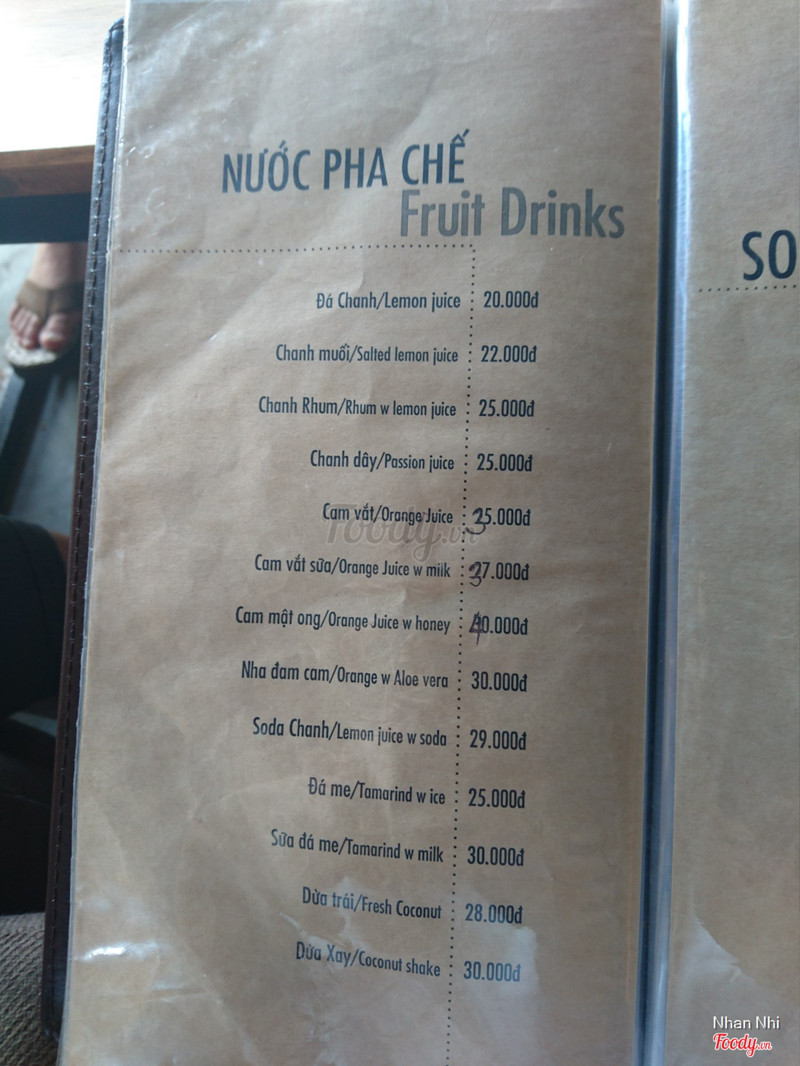 NƯỚC PHA CHẾ
Fruit Drinks
SO
Đá Chanh/Lemon juice : 20.000đ
Chanh muối/Salted lemon juice : 22.000đ
Chanh Rhum/Rhum w lemon juice : 25.000đ
Chanh dây/Passion juice : 25.000đ
Cam vắt/Orange Juice : 35.000đ
Cam vắt sữa/Orange Juice w milk : 37.000đ
Cam mật ong/Orange Juice w honey : 40.000đ
Nha đam cam/Orange w Aloe vera : 30.000đ
Soda Chanh/Lemon juice w soda : 29.000đ
Đá me/Tamarind w ice : 25.000đ
Sữa đá me/Tamarind w milk : 30.000đ
Dừa trái/Fresh Coconut : 28.000đ
Dừa Xay/Coconut shake : 30.000đ
Foody.vn
Nhan Nhi
Foody.vn